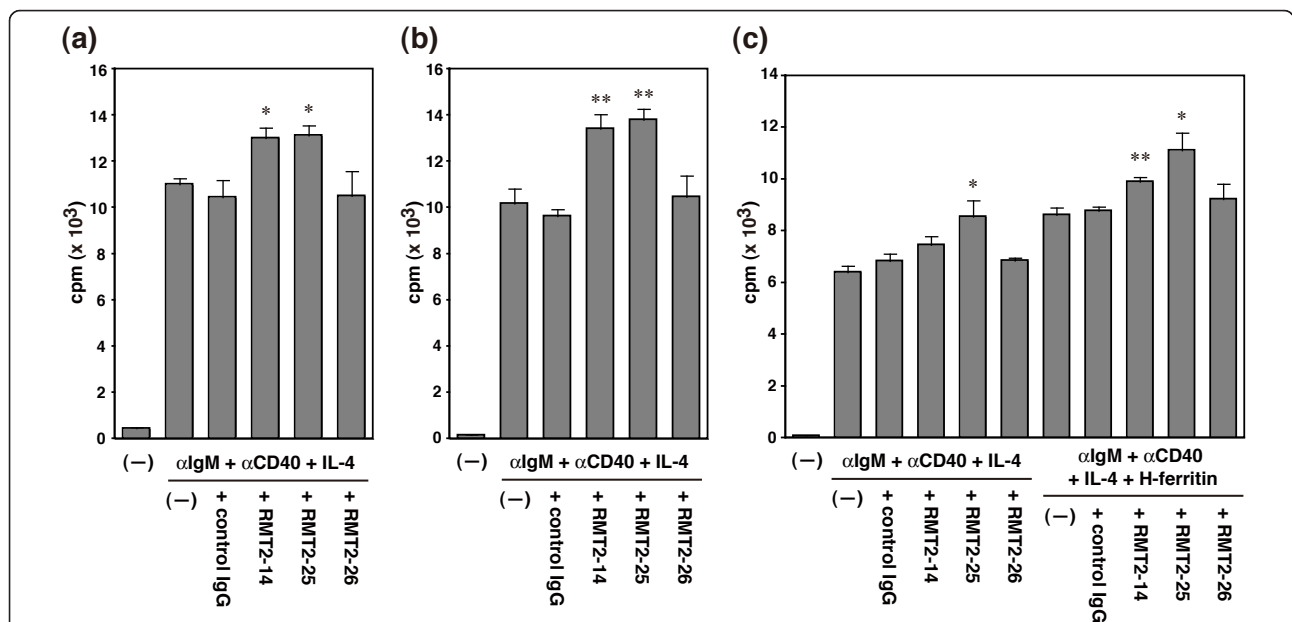 (a)
16
14
12
10
8
6
4
2
0
cpm (x 10³)
* *
(—)
αIgM + αCD40 + IL-4
(—)
+ control IgG
+ RMT2-14
+ RMT2-25
+ RMT2-26
(b)
16
14
12
10
8
6
4
2
0
cpm (x 10³)
** **
(—)
αIgM + αCD40 + IL-4
(—)
+ control IgG
+ RMT2-14
+ RMT2-25
+ RMT2-26
(c)
14
12
10
8
6
4
2
0
cpm (x 10³)
* ** *
(—)
αIgM + αCD40 + IL-4
(—)
+ control IgG
+ RMT2-14
+ RMT2-25
+ RMT2-26
αIgM + αCD40
+ IL-4 + H-ferritin
(—)
+ control IgG
+ RMT2-14
+ RMT2-25
+ RMT2-26